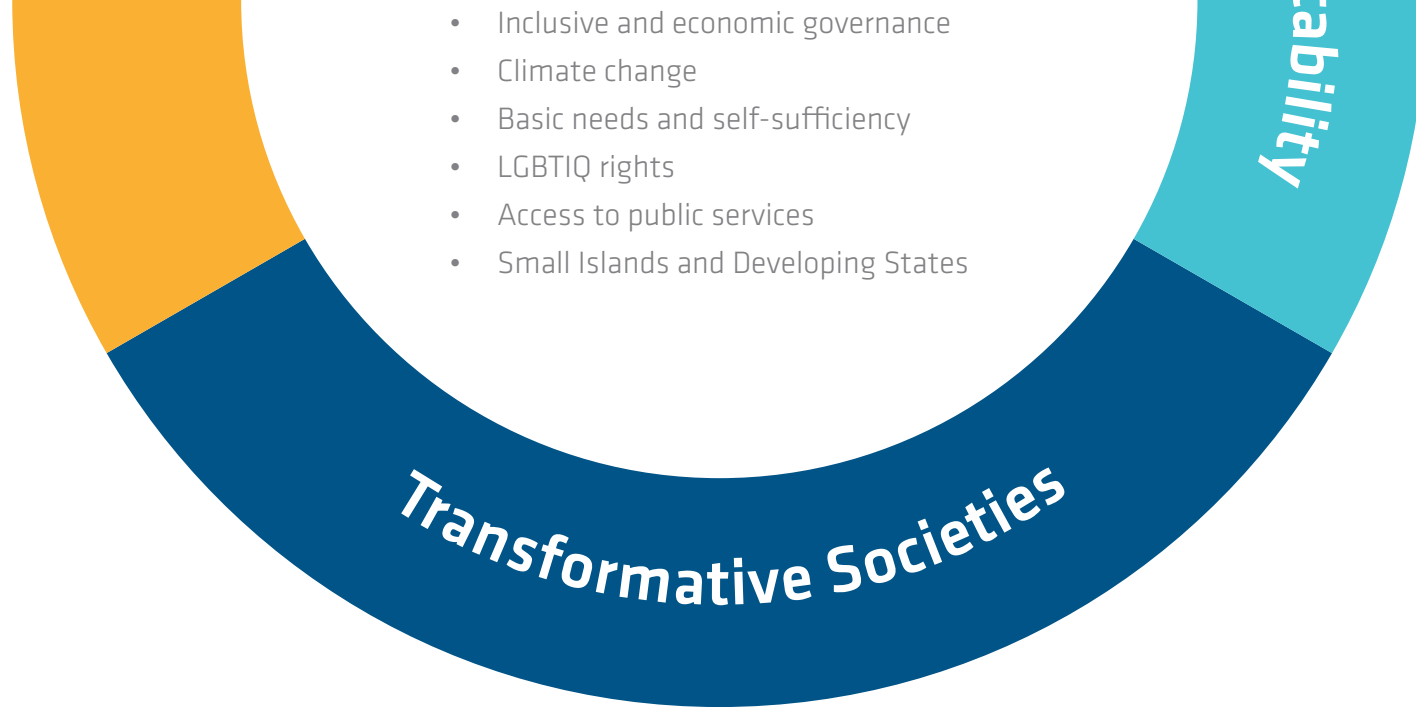 • Inclusive and economic governance
• Climate change
• Basic needs and self-sufficiency
• LGBTIQ rights
• Access to public services
• Small Islands and Developing States
Transformative Societies